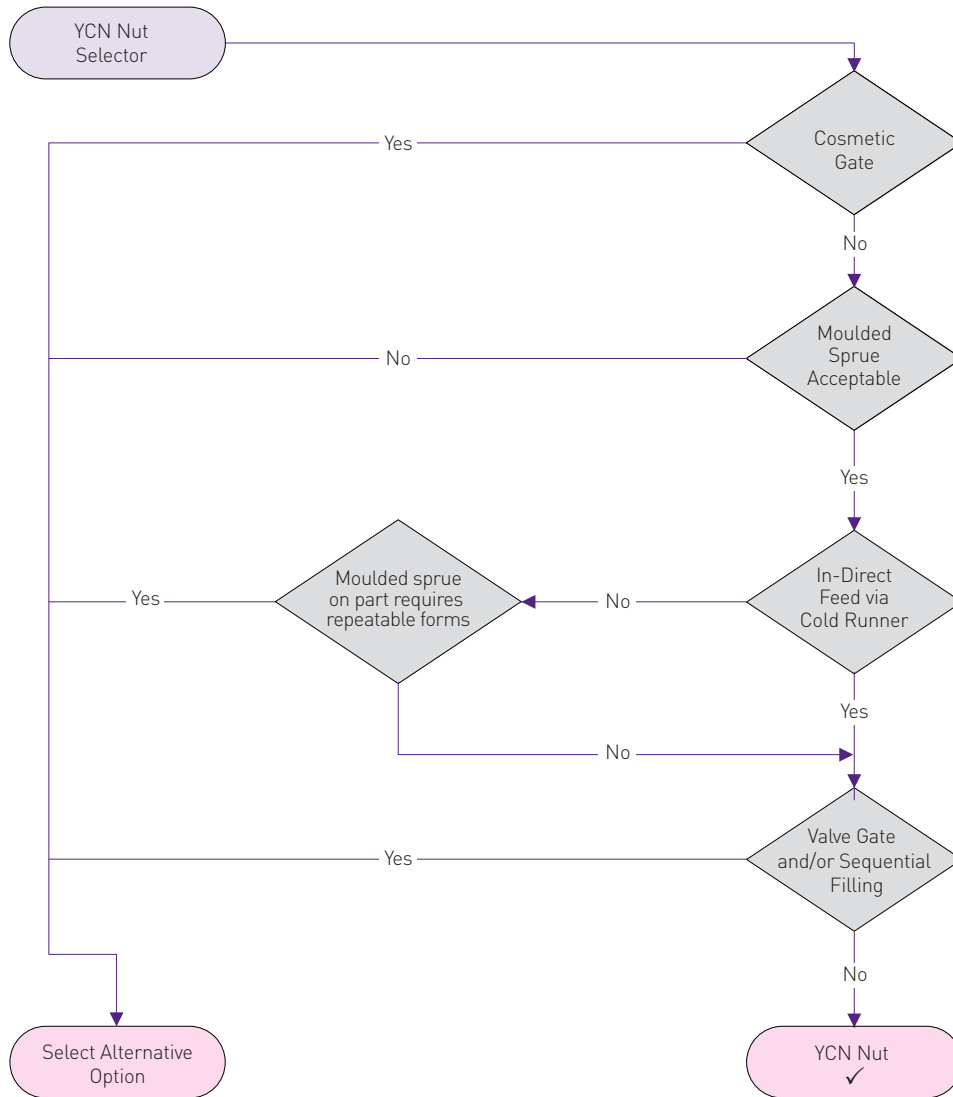 YCN Nut
Selector
Yes
Cosmetic
Gate
No
No
Moulded
Sprue
Acceptable
Yes
Yes
Moulded sprue
on part requires
repeatable forms
No
In-Direct
Feed via
Cold Runner
Yes
No
Yes
Valve Gate
and/or Sequential
Filling
No
Select Alternative
Option
YCN Nut
✓